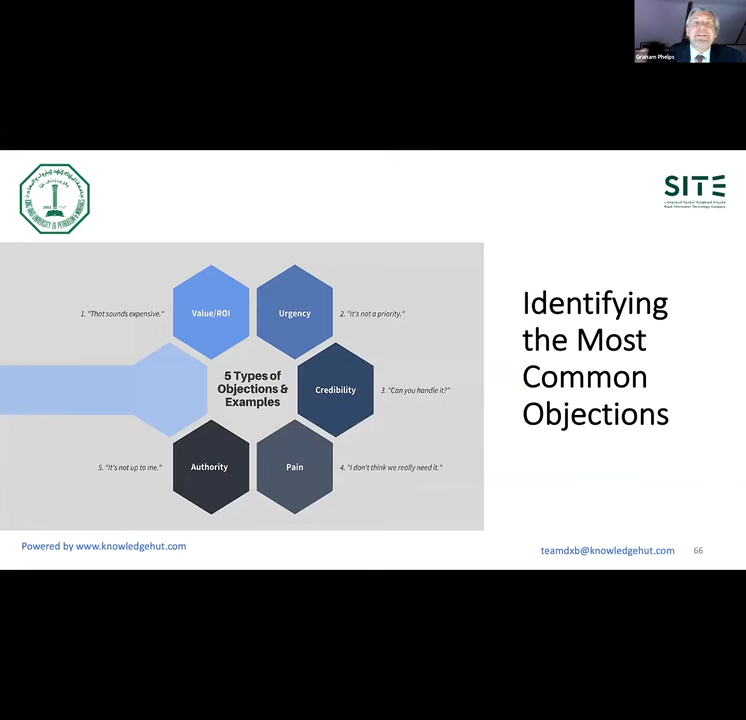 Graham Phelps
SITE
Identifying
the Most
Common
Objections
1. "That sounds expensive."
Value/ROI
Urgency
2. "It's not a priority."
5 Types of
Objections &
Examples
Credibility
3. "Can you handle it?"
5. "It's not up to me."
Authority
Pain
4. "I don't think we really need it."
Powered by www.knowledgehut.com
teamdxb@knowledgehut.com
66